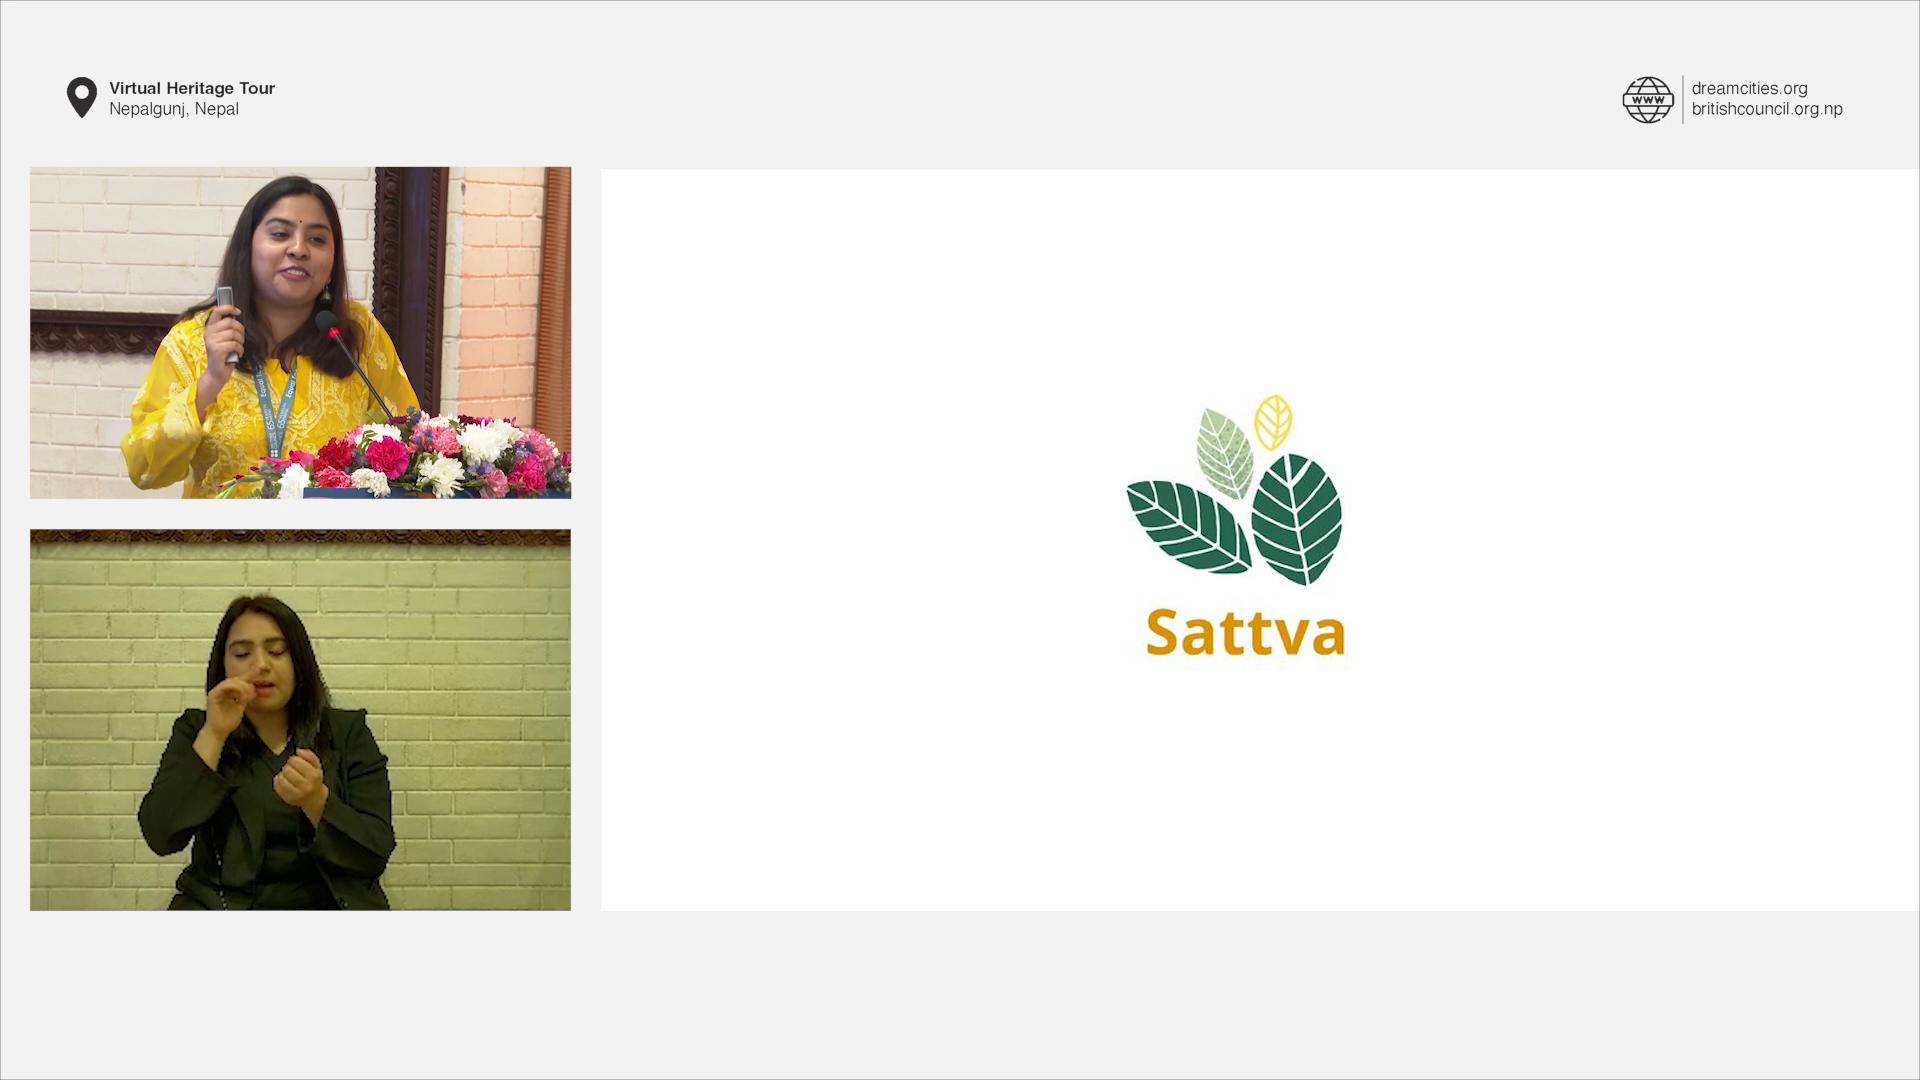 Virtual Heritage Tour
Nepalgunj, Nepal
www
dreamcities.org
britishcouncil.org.np
Sattva